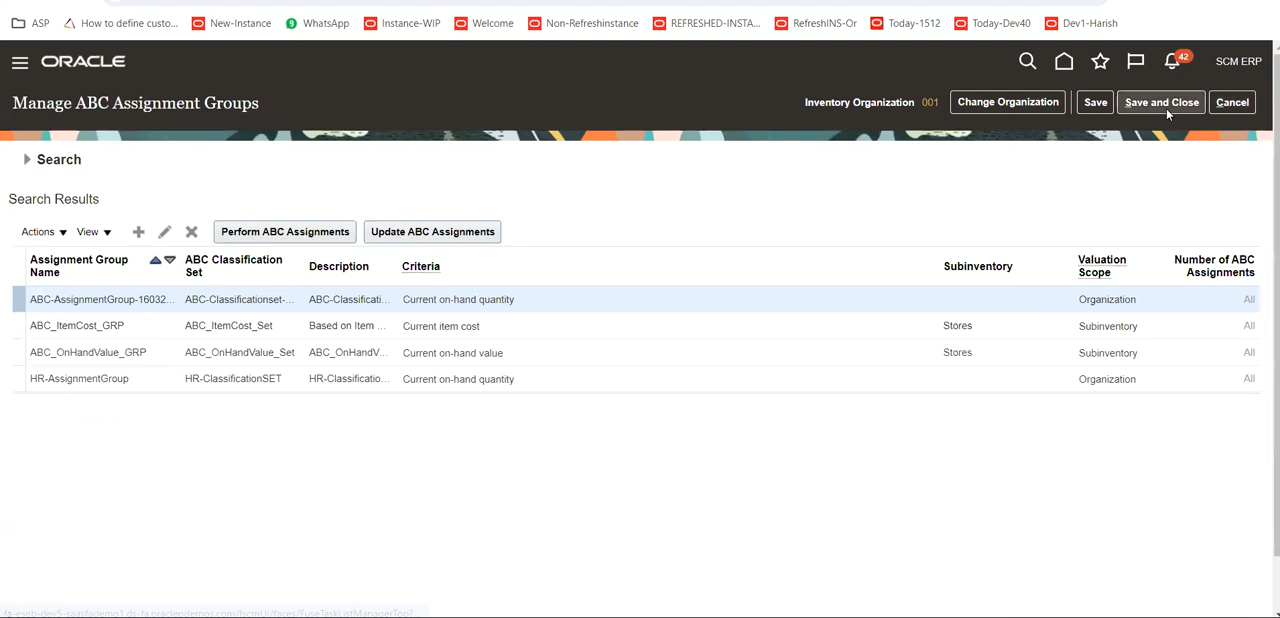 ASP How to define custo... New-Instance WhatsApp Instance-WIP Welcome Non-Refreshinstance REFRESHED-INSTA... RefreshINS-Or Today-1512 Today-Dev40 Dev1-Harish
ORACLE 42 SCM ERP
Manage ABC Assignment Groups Inventory Organization 001 Change Organization Save Save and Close Cancel
Search
Search Results
Actions View Perform ABC Assignments Update ABC Assignments
Assignment Group Name ABC Classification Set Description Criteria Subinventory Valuation Scope Number of ABC Assignments
ABC-AssignmentGroup-16032... ABC-Classificationset-... ABC-Classificati... Current on-hand quantity Organization All
ABC_ItemCost_GRP ABC_ItemCost_Set Based on Item ... Current item cost Stores Subinventory All
ABC_OnHandValue_GRP ABC_OnHandValue_Set ABC_OnHandV... Current on-hand value Stores Subinventory All
HR-AssignmentGroup HR-ClassificationSET HR-Classificatio... Current on-hand quantity Organization All